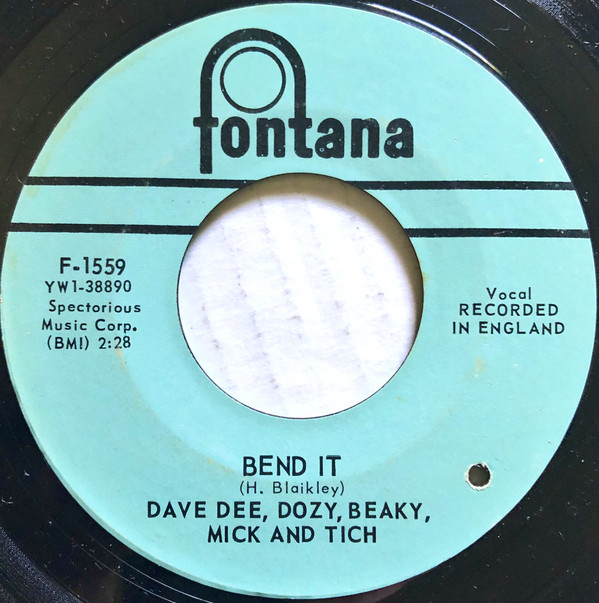 fontana
F-1559
YW1-38890
Spectorious
Music Corp.
(BMI) 2:28
Vocal
RECORDED
IN ENGLAND
BEND IT
(H. Blaikley)
DAVE DEE, DOZY, BEAKY,
MICK AND TICH